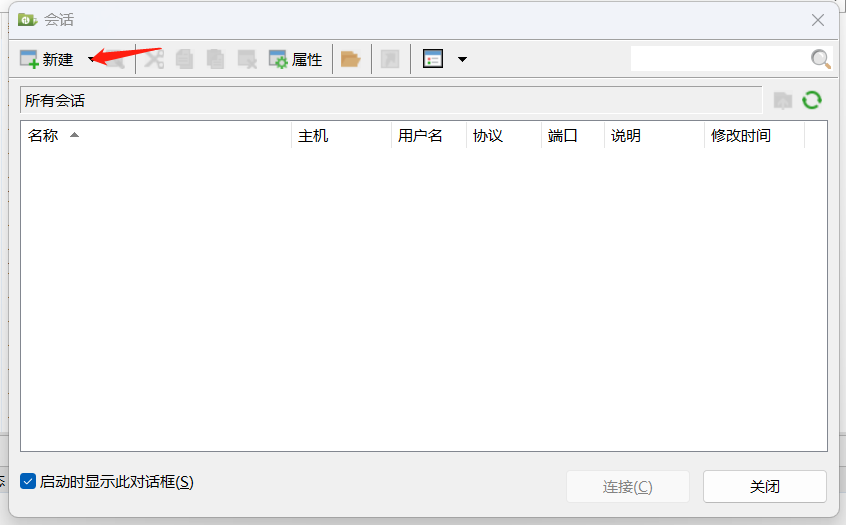 会话
新建 属性
所有会话
名称 主机 用户名 协议 端口 说明 修改时间
启动时显示此对话框(S) 连接(C) 关闭